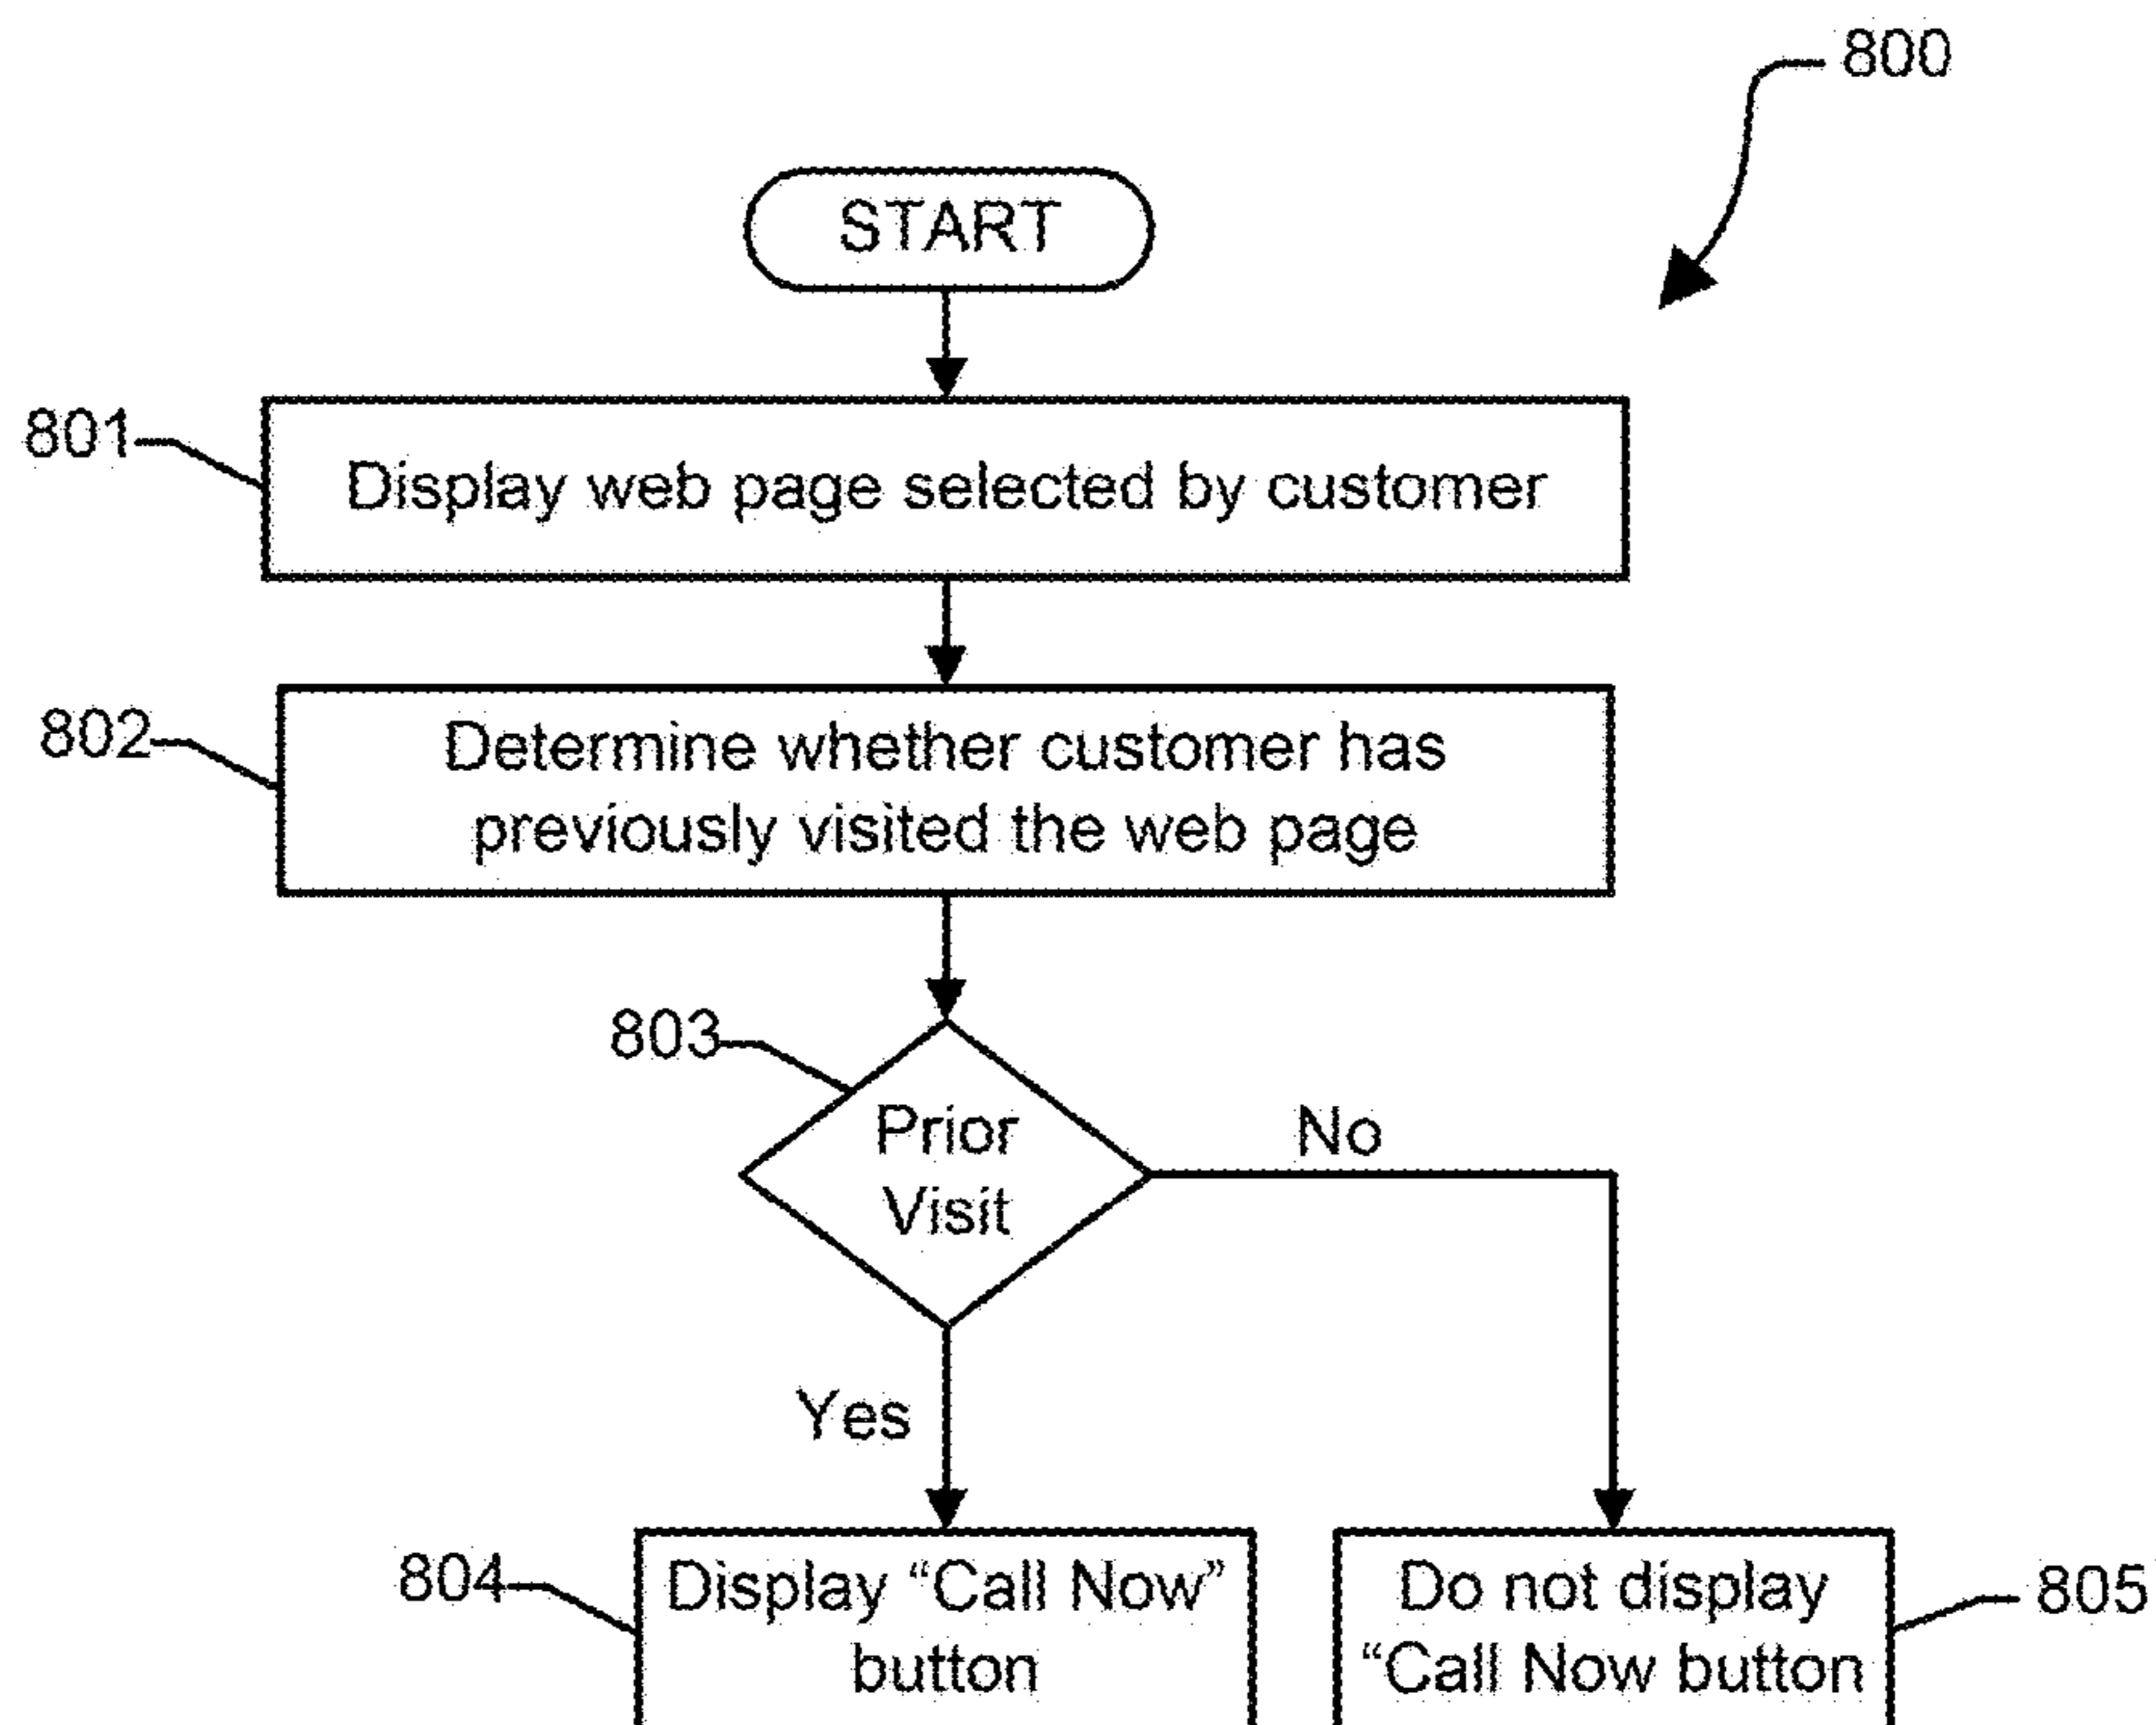 800
START
801
Display web page selected by customer
802
Determine whether customer has
previously visited the web page
803
Prior
Visit
No
Yes
804
Display “Call Now”
button
Do not display
“Call Now button
805